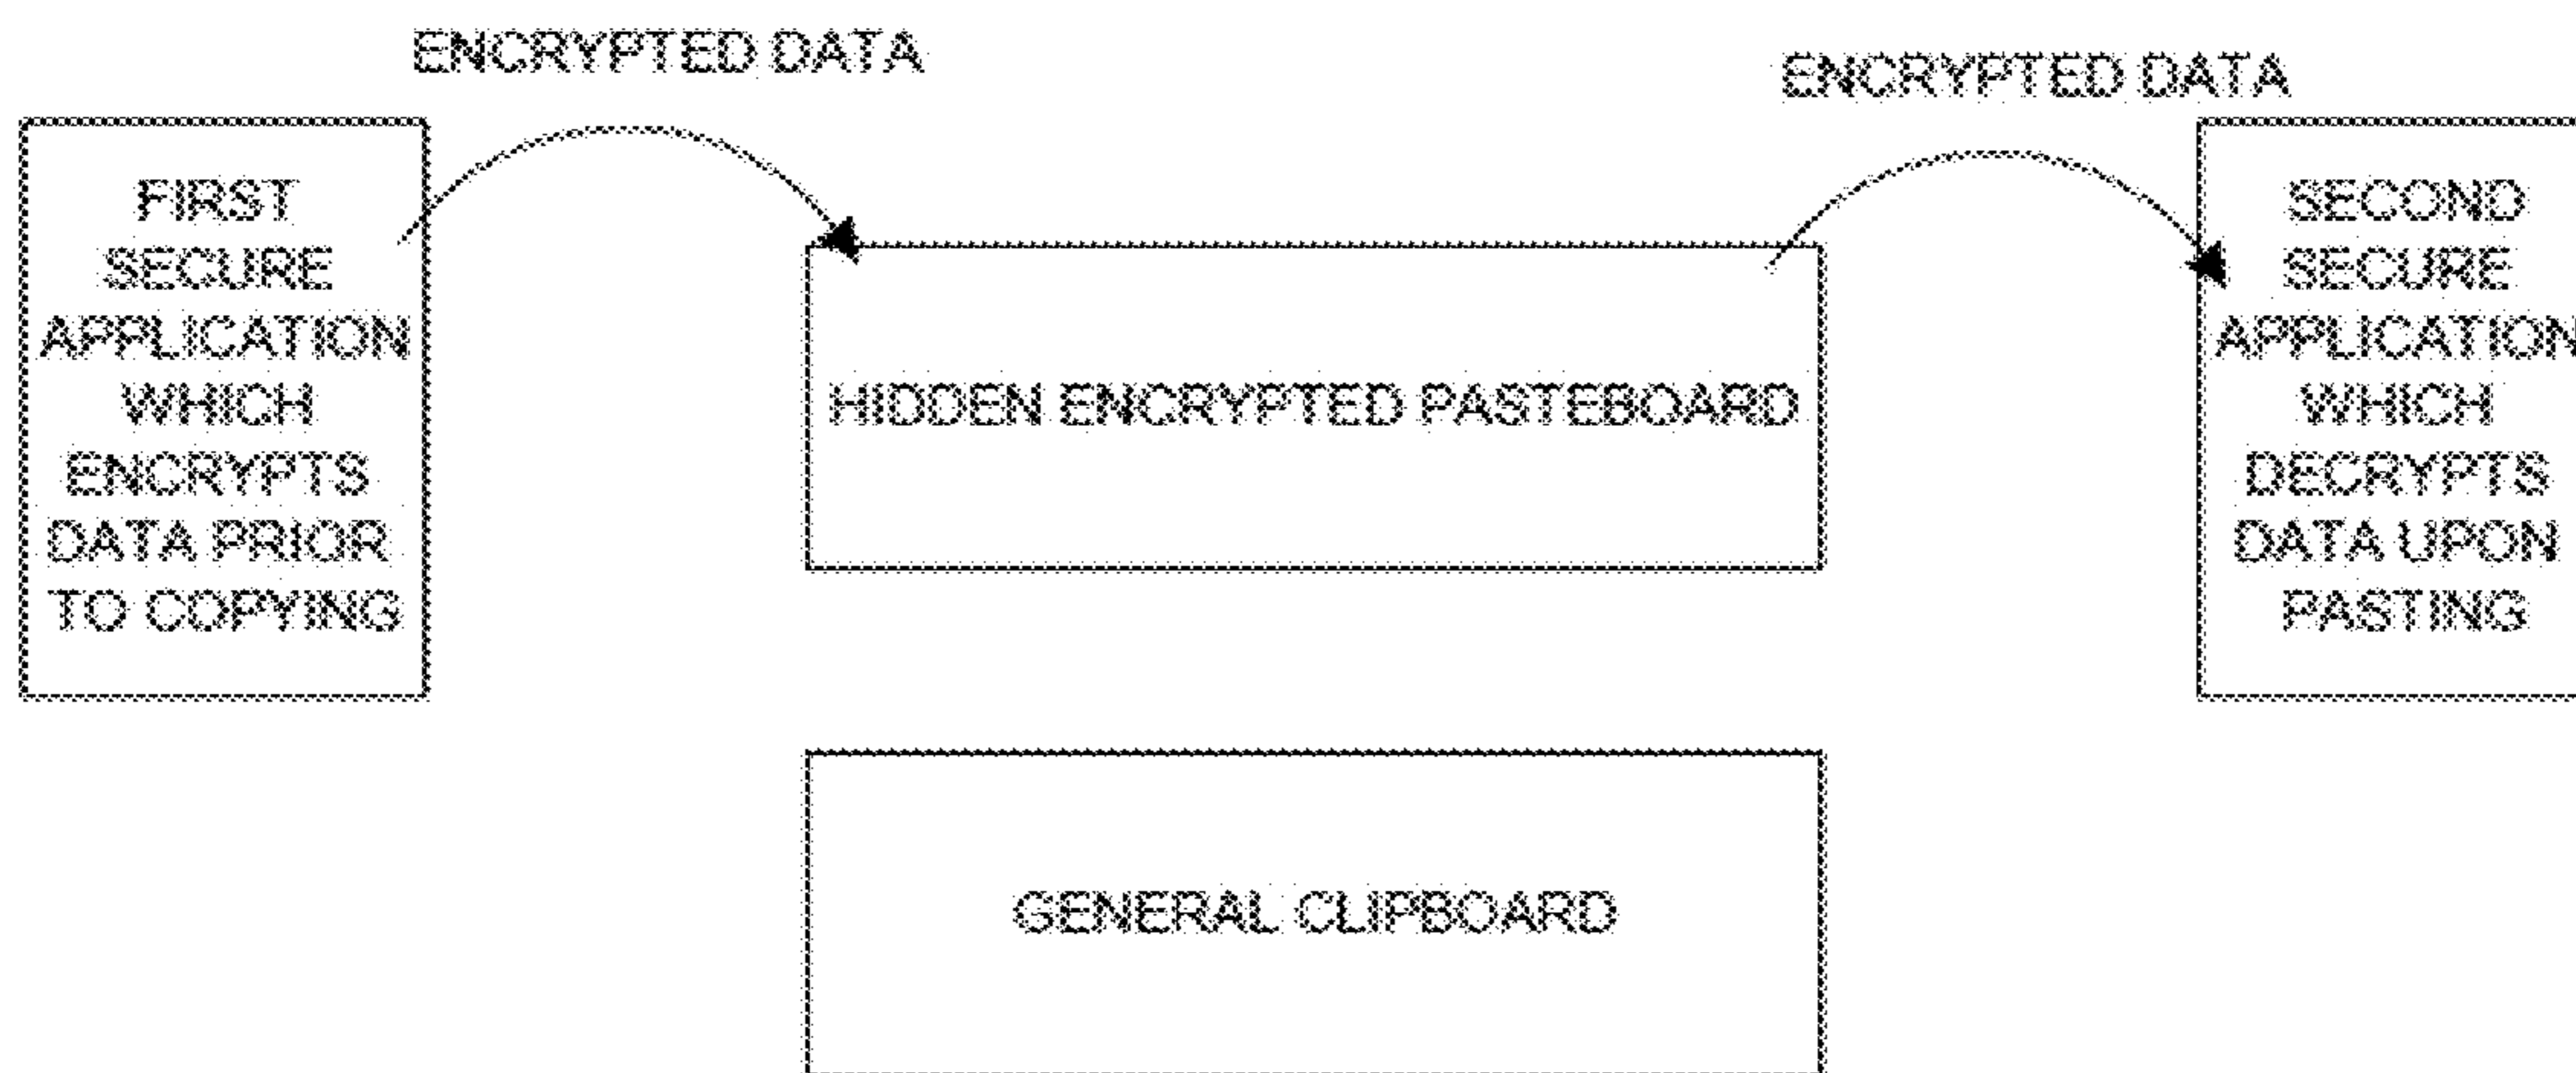 ENCRYPTED DATA
ENCRYPTED DATA
FIRST
SECURE
APPLICATION
WHICH
ENCRYPTS
DATA PRIOR
TO COPYING
HIDDEN ENCRYPTED PASTEBOARD
SECOND
SECURE
APPLICATION
WHICH
DECRYPTS
DATA UPON
PASTING
GENERAL CLIPBOARD